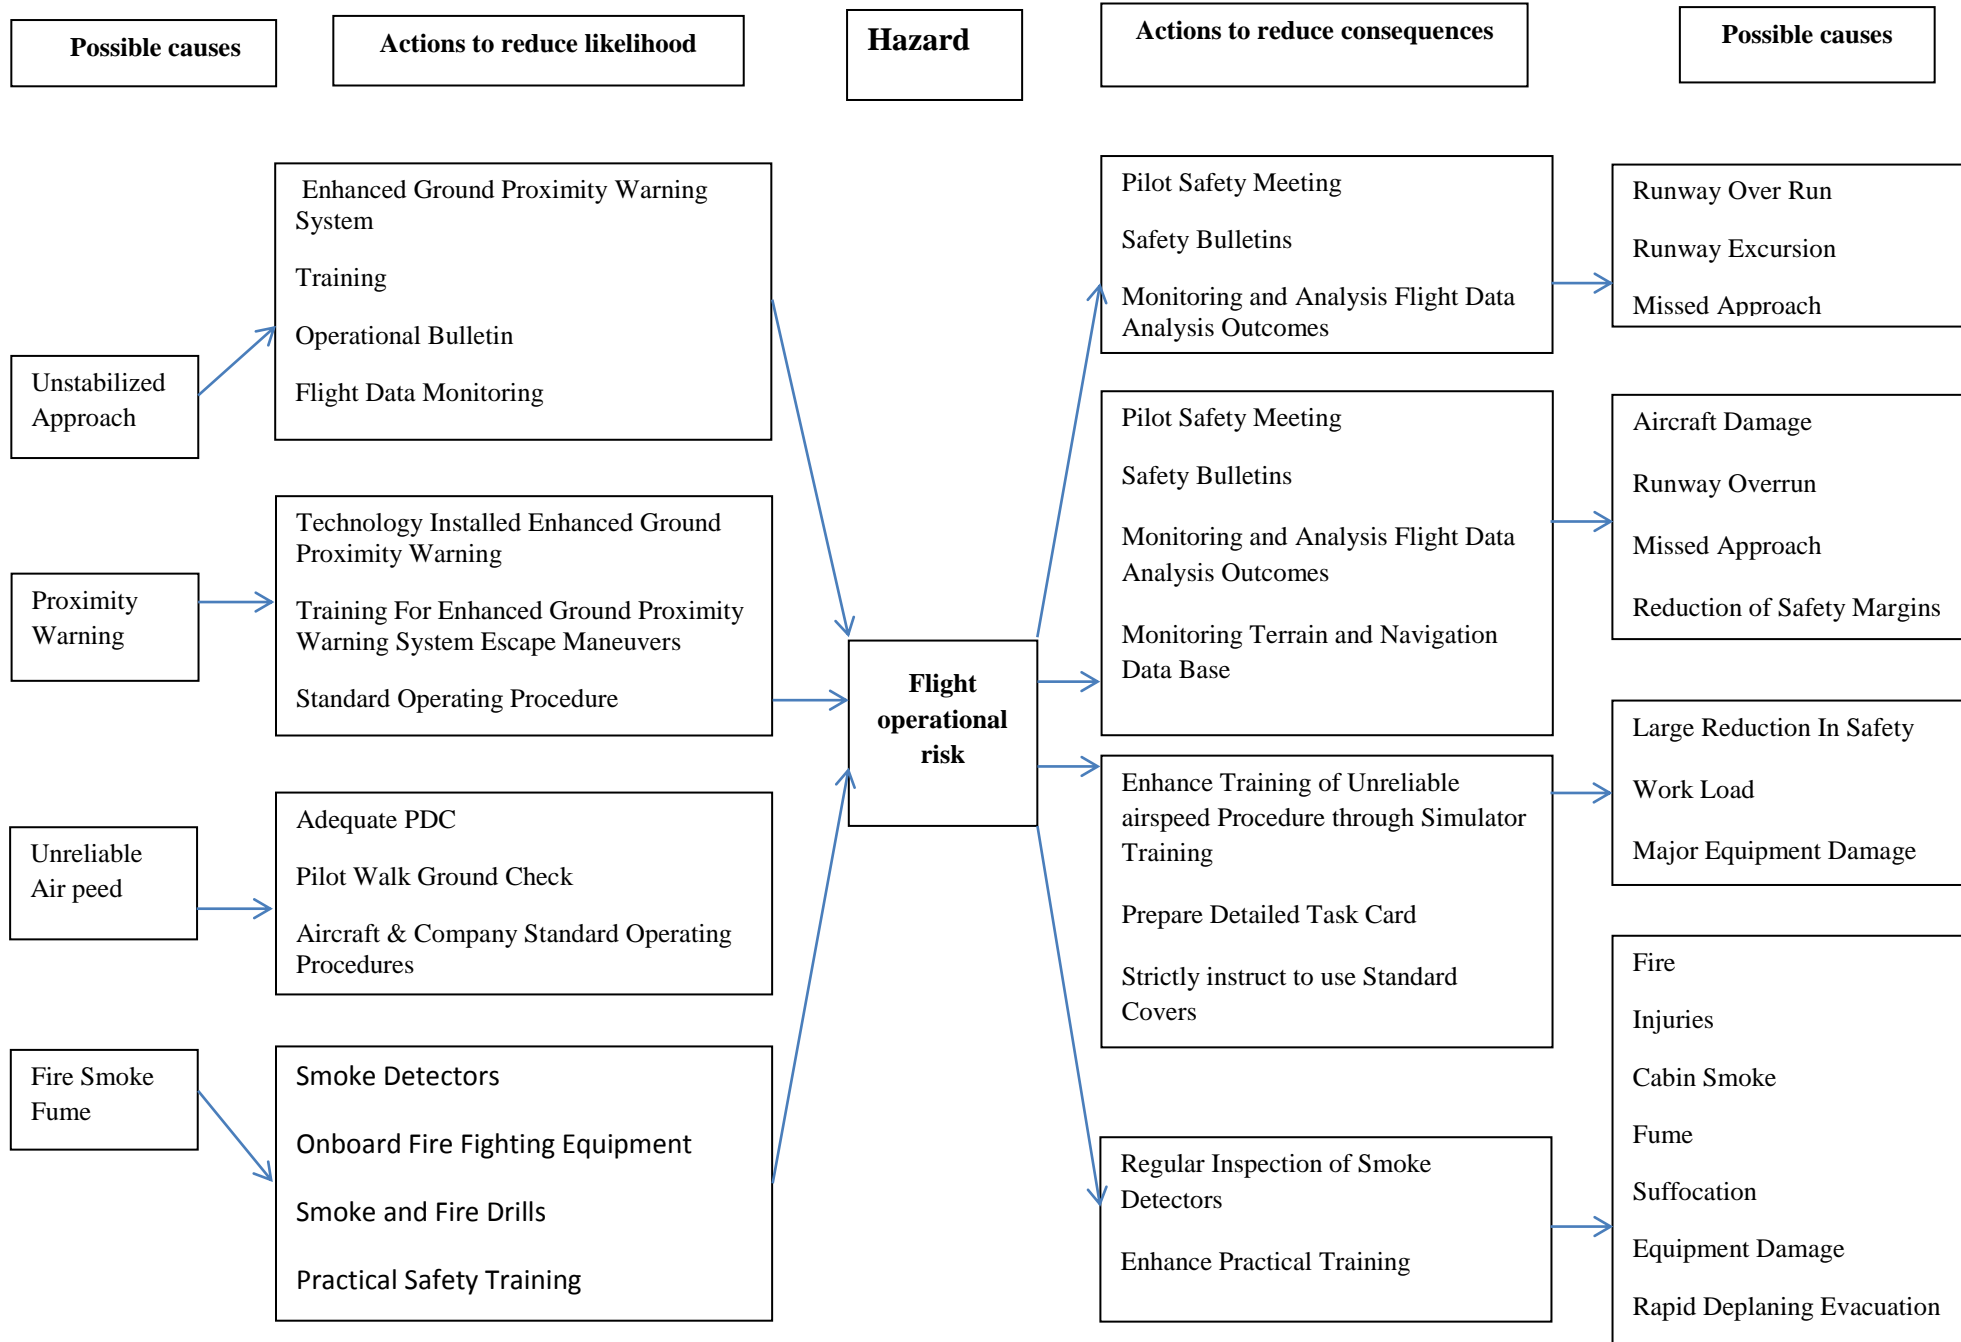 Possible causes
Actions to reduce likelihood
Hazard
Actions to reduce consequences
Possible causes
Unstabilized
Approach
Enhanced Ground Proximity Warning
System
Training
Operational Bulletin
Flight Data Monitoring
Proximity
Warning
Technology Installed Enhanced Ground
Proximity Warning
Training For Enhanced Ground Proximity
Warning System Escape Maneuvers
Standard Operating Procedure
Unreliable
Air peed
Adequate PDC
Pilot Walk Ground Check
Aircraft & Company Standard Operating
Procedures
Fire Smoke
Fume
Smoke Detectors
Onboard Fire Fighting Equipment
Smoke and Fire Drills
Practical Safety Training
Flight
operational
risk
Pilot Safety Meeting
Safety Bulletins
Monitoring and Analysis Flight Data
Analysis Outcomes
Runway Over Run
Runway Excursion
Missed Approach
Pilot Safety Meeting
Safety Bulletins
Monitoring and Analysis Flight Data
Analysis Outcomes
Monitoring Terrain and Navigation
Data Base
Aircraft Damage
Runway Overrun
Missed Approach
Reduction of Safety Margins
Enhance Training of Unreliable
airspeed Procedure through Simulator
Training
Prepare Detailed Task Card
Strictly instruct to use Standard
Covers
Large Reduction In Safety
Work Load
Major Equipment Damage
Regular Inspection of Smoke
Detectors
Enhance Practical Training
Fire
Injuries
Cabin Smoke
Fume
Suffocation
Equipment Damage
Rapid Deplaning Evacuation